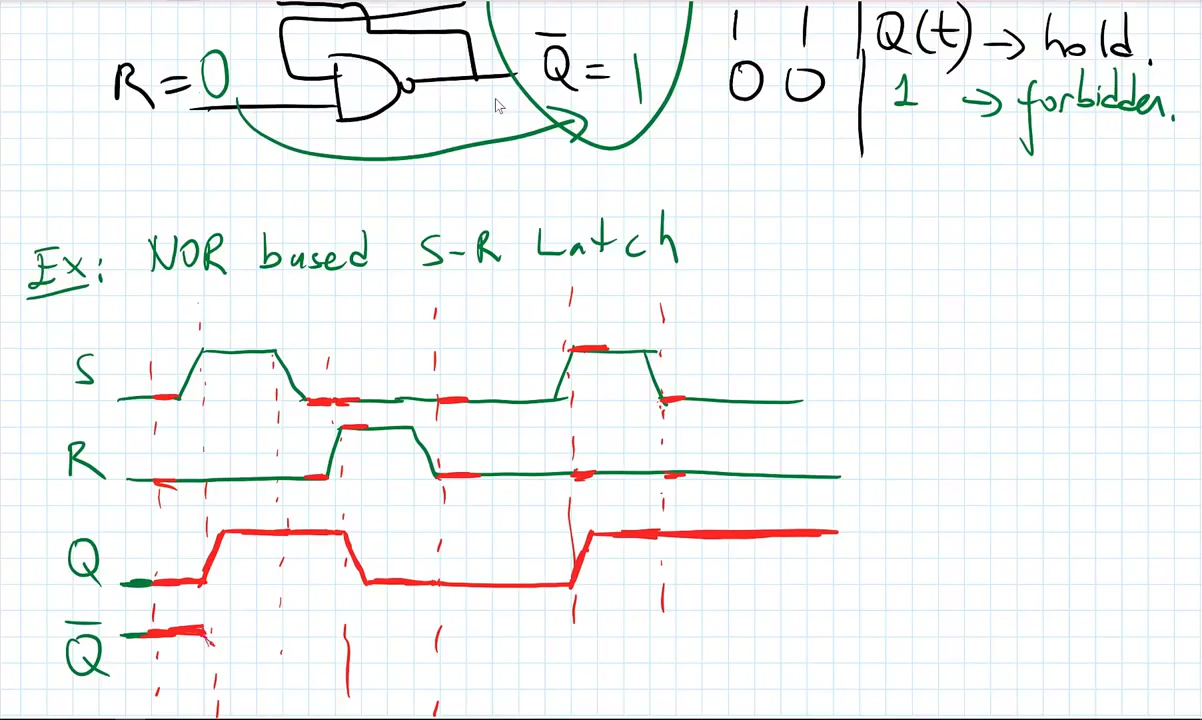 1 1 | Q(t) → hold.
R = 0 Q̅ = 1 0 0 | 1 → forbidden.
Ex: NOR based S-R Latch
S
R
Q
Q̅